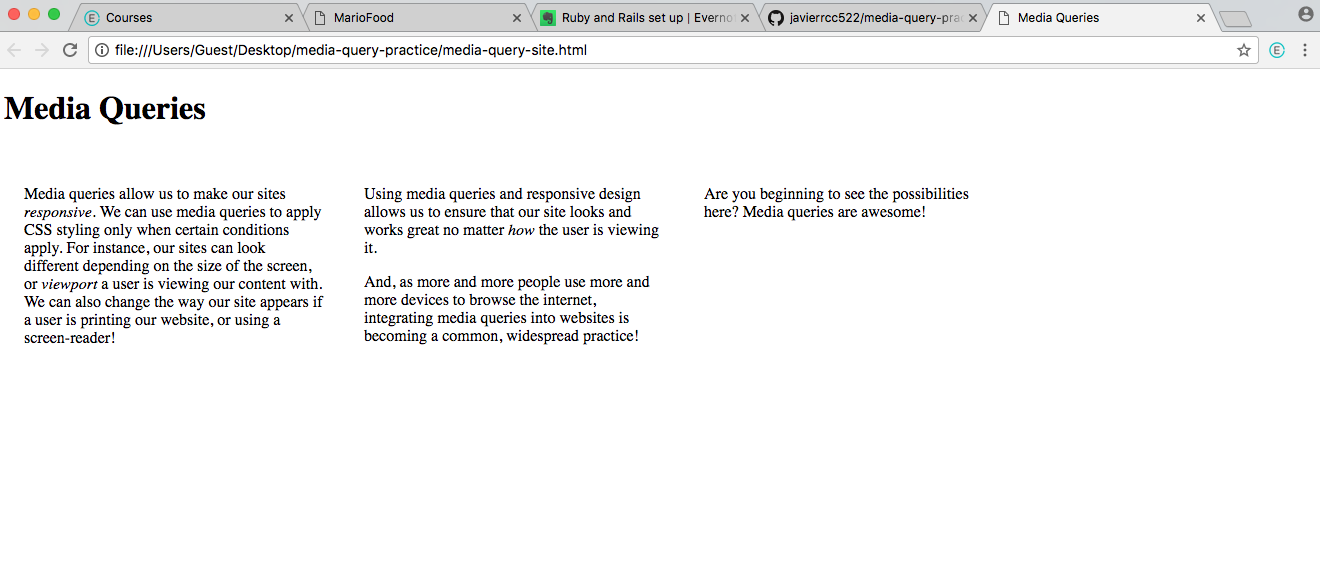 Courses
MarioFood
Ruby and Rails set up | Everno
javierrcc522/media-query-prac
Media Queries
file:///Users/Guest/Desktop/media-query-practice/media-query-site.html
Media Queries
Media queries allow us to make our sites
responsive. We can use media queries to apply
CSS styling only when certain conditions
apply. For instance, our sites can look
different depending on the size of the screen,
or viewport a user is viewing our content with.
We can also change the way our site appears if
a user is printing our website, or using a
screen-reader!
Using media queries and responsive design
allows us to ensure that our site looks and
works great no matter how the user is viewing
it.
And, as more and more people use more and
more devices to browse the internet,
integrating media queries into websites is
becoming a common, widespread practice!
Are you beginning to see the possibilities
here? Media queries are awesome!